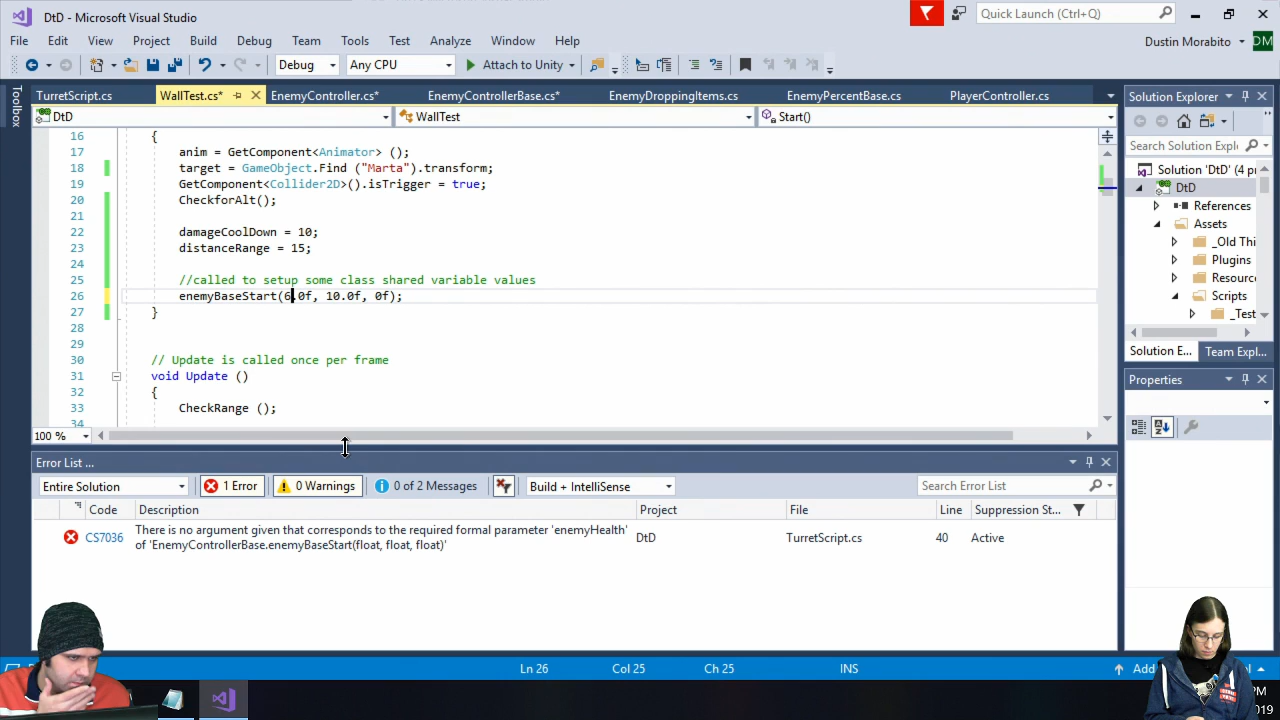 DtD - Microsoft Visual Studio
Quick Launch (Ctrl+Q)
File Edit View Project Build Debug Team Tools Test Analyze Window Help
Dustin Morabito DM
Debug Any CPU Attach to Unity
Toolbox
TurretScript.cs WallTest.cs* EnemyController.cs* EnemyControllerBase.cs* EnemyDroppingItems.cs EnemyPercentBase.cs PlayerController.cs
DtD WallTest Start()
16 {
17 anim = GetComponent<Animator> ();
18 target = GameObject.Find ("Marta").transform;
19 GetComponent<Collider2D>().isTrigger = true;
20 CheckforAlt();
21
22 damageCoolDown = 10;
23 distanceRange = 15;
24
25 //called to setup some class shared variable values
26 enemyBaseStart(6.0f, 10.0f, 0f);
27 }
28
29
30 // Update is called once per frame
31 void Update ()
32 {
33 CheckRange ();
34
100 %
Solution Explorer
Search Solution Explo
Solution 'DtD' (4 pr
DtD
References
Assets
_Old Thi
Plugins
Resourc
Scripts
_Test
Solution E... Team Expl...
Properties
Error List ...
Entire Solution 1 Error 0 Warnings 0 of 2 Messages Build + IntelliSense Search Error List
Code Description Project File Line Suppression St...
CS7036 There is no argument given that corresponds to the required formal parameter 'enemyHealth'
of 'EnemyControllerBase.enemyBaseStart(float, float, float)' DtD TurretScript.cs 40 Active
Ln 26 Col 25 Ch 25 INS
PM
2019